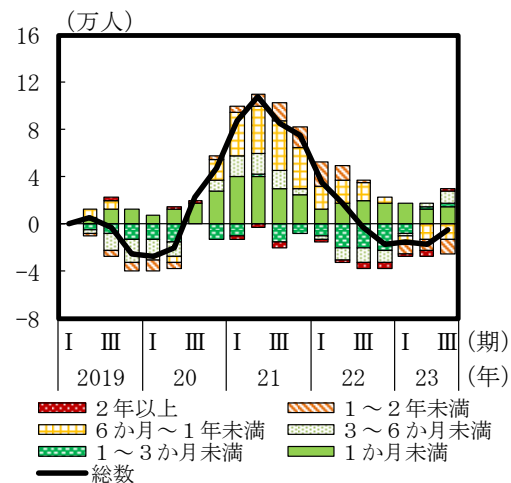 (万人)
16
12
8
4
0
−4
−8
Ⅰ Ⅲ Ⅰ Ⅲ Ⅰ Ⅲ Ⅰ Ⅲ Ⅰ Ⅲ (期)
2019 20 21 22 23 (年)
2年以上 1～2年未満
6か月～1年未満 3～6か月未満
1～3か月未満 1か月未満
総数